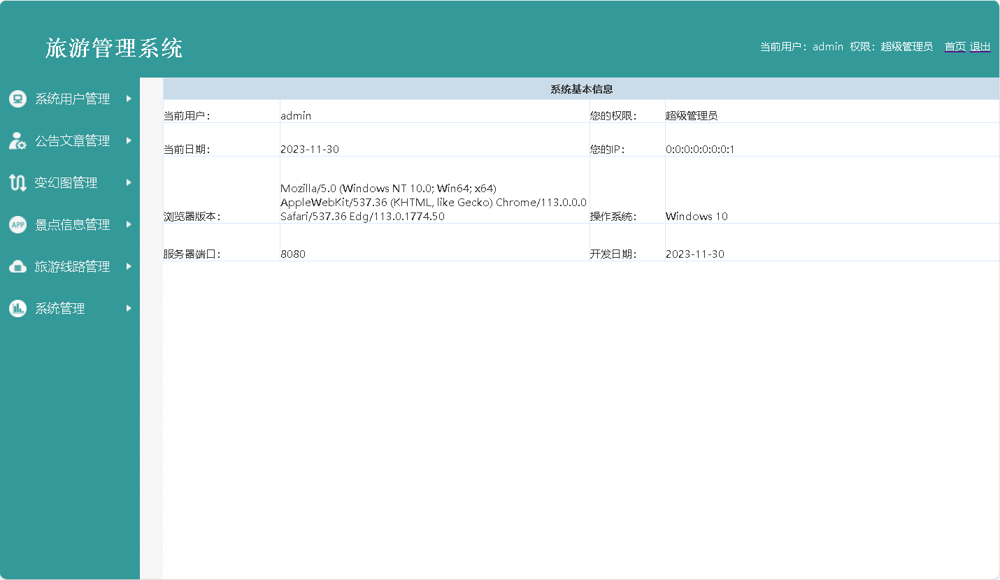 旅游管理系统
当前用户：admin 权限：超级管理员 首页 退出
系统用户管理
公告文章管理
变幻图管理
APP
景点信息管理
旅游线路管理
系统管理
系统基本信息
当前用户： admin 您的权限： 超级管理员
当前日期： 2023-11-30 您的IP： 0:0:0:0:0:0:0:1
Mozilla/5.0 (Windows NT 10.0; Win64; x64)
AppleWebKit/537.36 (KHTML, like Gecko) Chrome/113.0.0.0
浏览器版本： Safari/537.36 Edg/113.0.1774.50 操作系统： Windows 10
服务器端口： 8080 开发日期： 2023-11-30